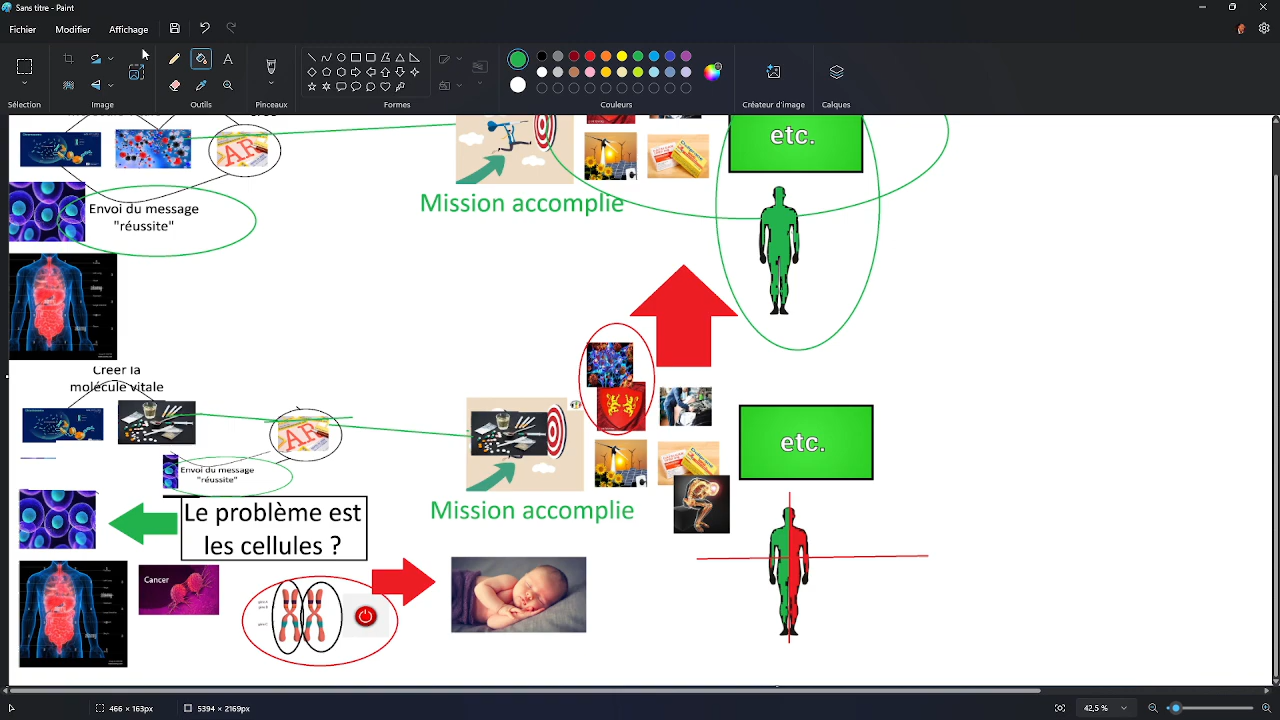 Sans titre - Paint
Fichier
Modifier
Affichage
Sélection
Image
Outils
Pinceaux
Formes
Couleurs
Créateur d'image
Calques
AR
etc.
Envoi du message
"réussite"
Mission accomplie
Créer la
molécule vitale
AR
etc.
Envoi du message
"réussite"
Mission accomplie
Le problème est
les cellules ?
Cancer
466 × 163px
5394 × 2169px
42,5 %